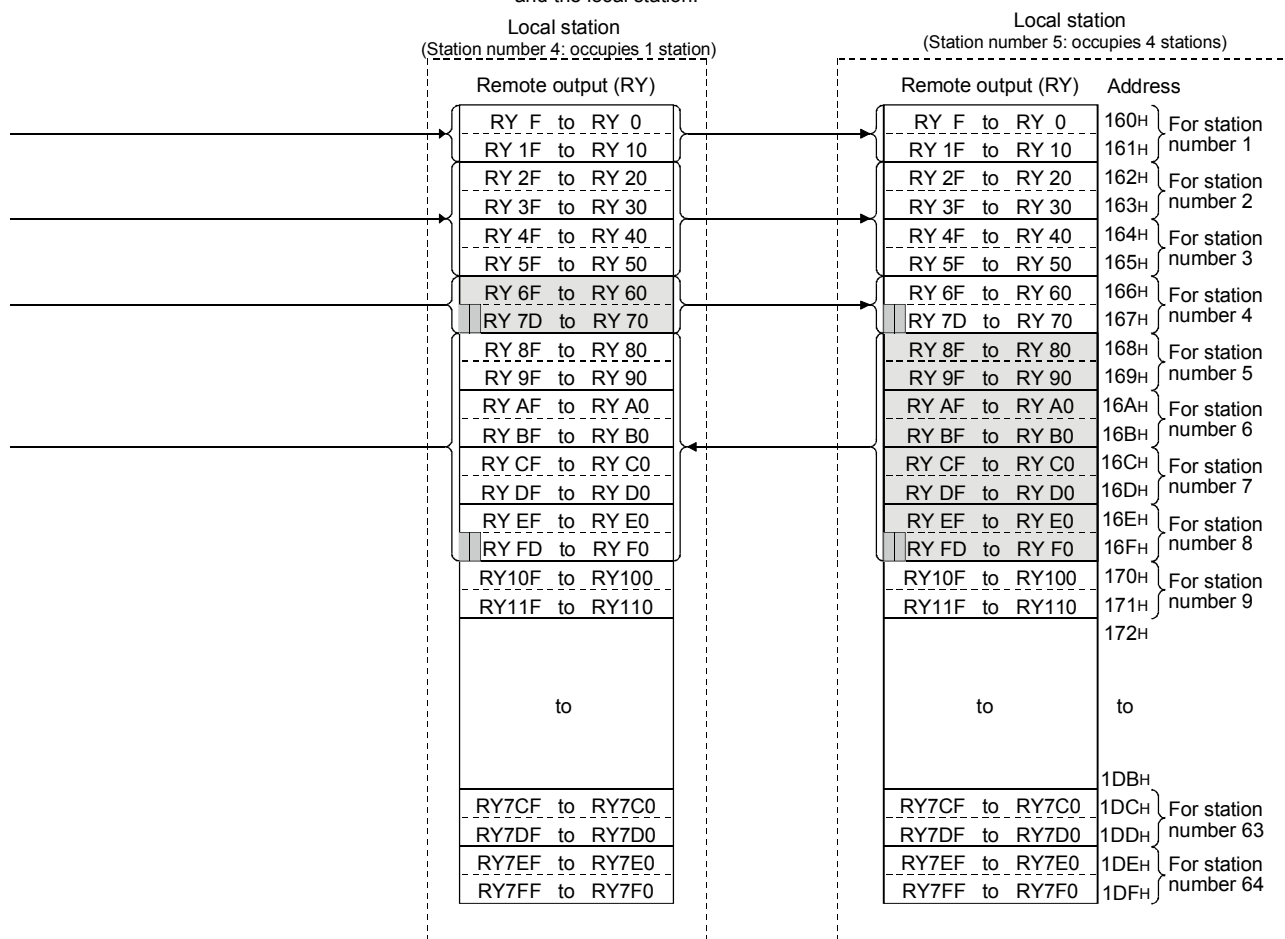 and the local station.
Local station
(Station number 4: occupies 1 station)
Remote output (RY)
RY F to RY 0
RY 1F to RY 10
RY 2F to RY 20
RY 3F to RY 30
RY 4F to RY 40
RY 5F to RY 50
RY 6F to RY 60
RY 7D to RY 70
RY 8F to RY 80
RY 9F to RY 90
RY AF to RY A0
RY BF to RY B0
RY CF to RY C0
RY DF to RY D0
RY EF to RY E0
RY FD to RY F0
RY10F to RY100
RY11F to RY110
to
RY7CF to RY7C0
RY7DF to RY7D0
RY7EF to RY7E0
RY7FF to RY7F0
Local station
(Station number 5: occupies 4 stations)
Remote output (RY) Address
RY F to RY 0 160H
RY 1F to RY 10 161H
For station
number 1
RY 2F to RY 20 162H
RY 3F to RY 30 163H
For station
number 2
RY 4F to RY 40 164H
RY 5F to RY 50 165H
For station
number 3
RY 6F to RY 60 166H
RY 7D to RY 70 167H
For station
number 4
RY 8F to RY 80 168H
RY 9F to RY 90 169H
For station
number 5
RY AF to RY A0 16AH
RY BF to RY B0 16BH
For station
number 6
RY CF to RY C0 16CH
RY DF to RY D0 16DH
For station
number 7
RY EF to RY E0 16EH
RY FD to RY F0 16FH
For station
number 8
RY10F to RY100 170H
RY11F to RY110 171H
For station
number 9
172H
to to
1DBH
RY7CF to RY7C0 1DCH
RY7DF to RY7D0 1DDH
For station
number 63
RY7EF to RY7E0 1DEH
RY7FF to RY7F0 1DFH
For station
number 64